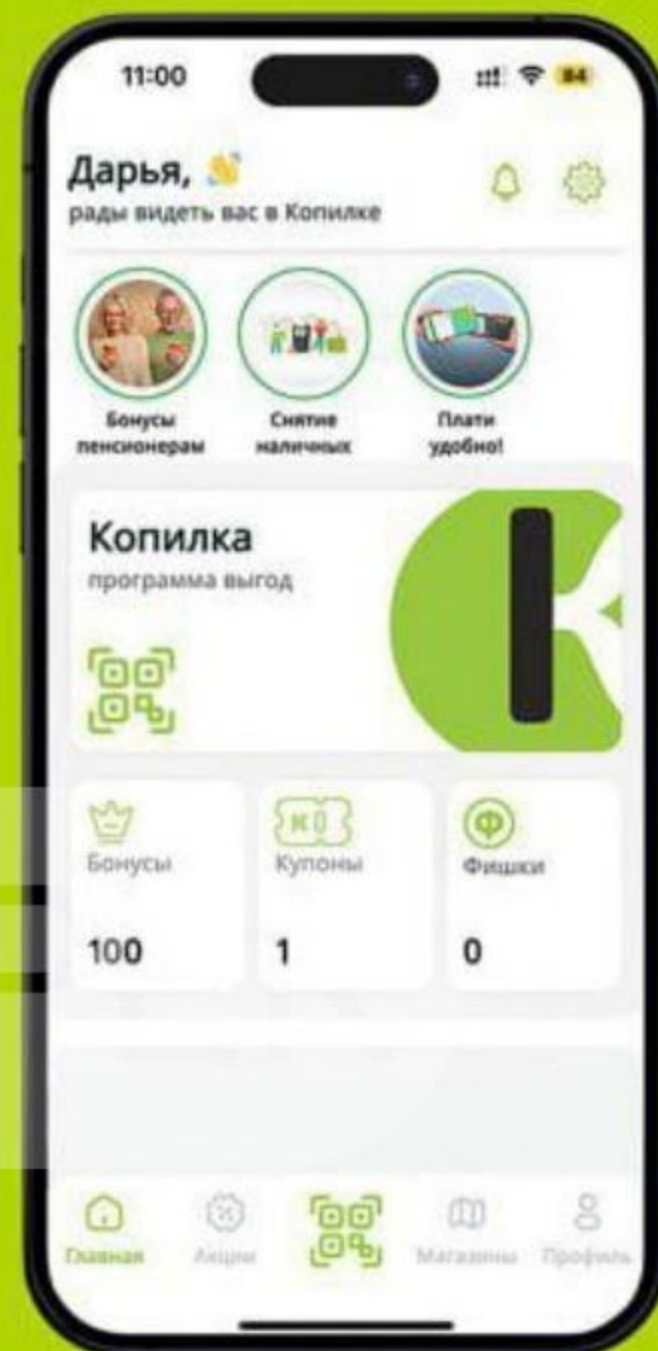 11:00
84
Дарья, 👋
рады видеть вас в Копилке
Бонусы
пенсионерам
Снятие
наличных
Плати
удобно!
Копилка
программа выгод
Бонусы
Купоны
Фишки
100
1
0
Главная
Акции
Магазины
Профиль